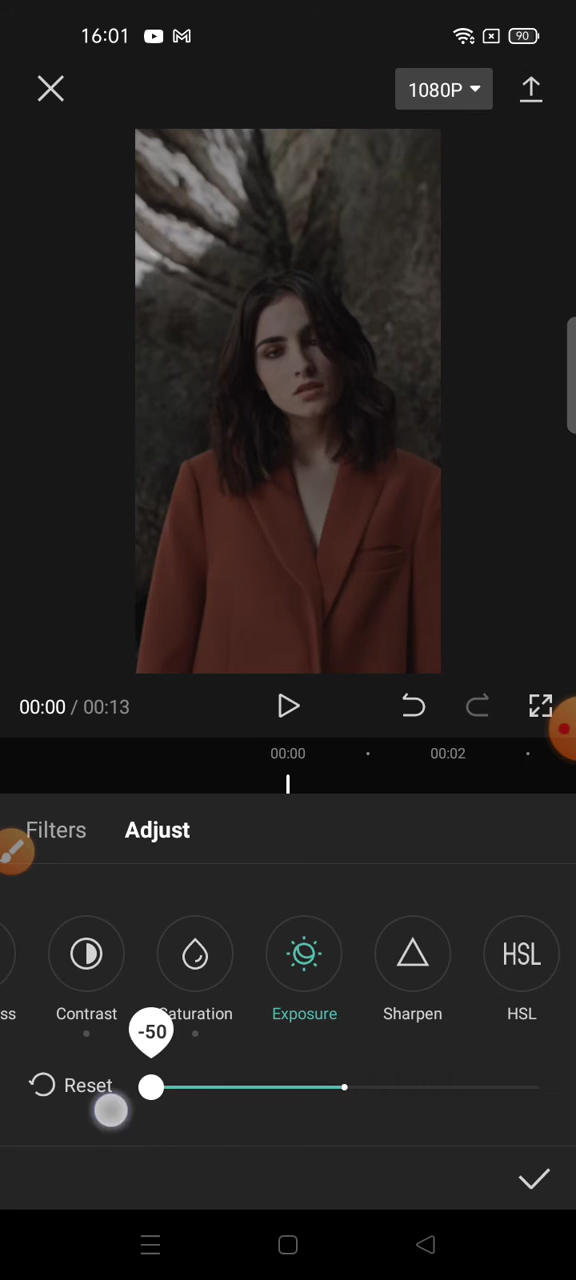 16:01 90
1080P
00:00 / 00:13
00:00 00:02
Filters Adjust
ss Contrast Saturation Exposure Sharpen HSL
HSL
-50
Reset